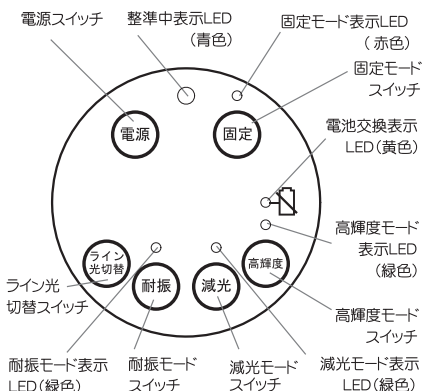 電源スイッチ
整準中表示LED
(青色)
固定モード表示LED
(赤色)
固定モード
スイッチ
電源
固定
電池交換表示
LED(黄色)
高輝度モード
表示LED
(緑色)
ライン
光切替
耐振
減光
高輝度
ライン光
切替スイッチ
高輝度モード
スイッチ
耐振モード表示
LED(緑色)
耐振モード
スイッチ
減光モード
スイッチ
減光モード表示
LED(緑色)